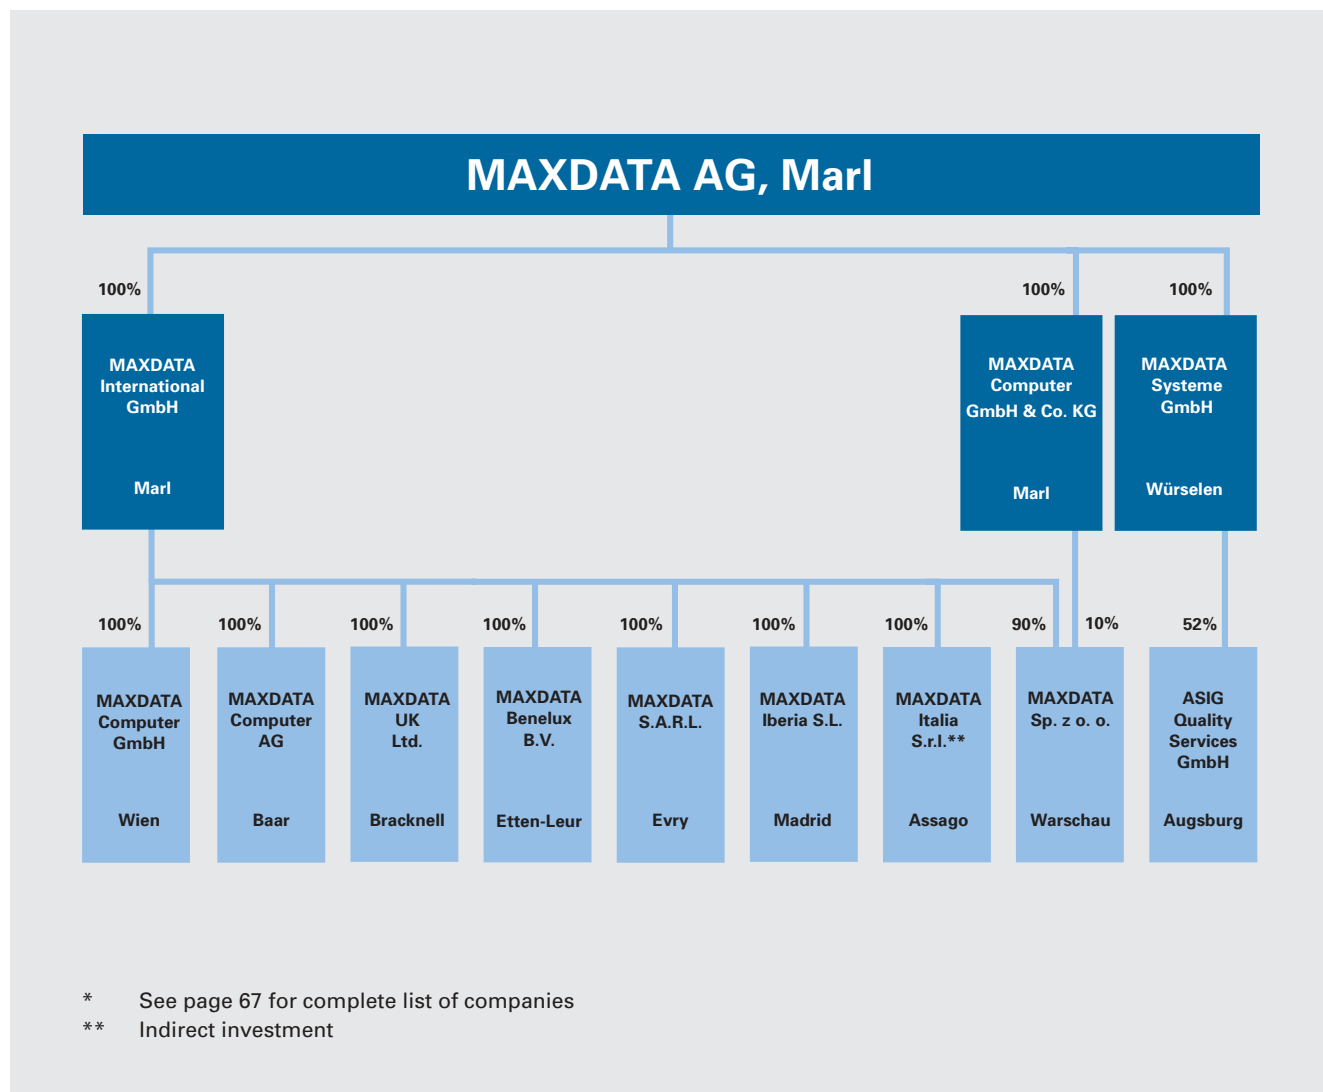 MAXDATA AG, Marl
100%
100%
100%
MAXDATA
International
GmbH
Marl
MAXDATA
Computer
GmbH & Co. KG
Marl
MAXDATA
Systeme
GmbH
Würselen
100%
100%
100%
100%
100%
100%
100%
90%
10%
52%
MAXDATA
Computer
GmbH
Wien
MAXDATA
Computer
AG
Baar
MAXDATA
UK
Ltd.
Bracknell
MAXDATA
Benelux
B.V.
Etten-Leur
MAXDATA
S.A.R.L.
Evry
MAXDATA
Iberia S.L.
Madrid
MAXDATA
Italia
S.r.l.**
Assago
MAXDATA
Sp. z o. o.
Warschau
ASIG
Quality
Services
GmbH
Augsburg
* See page 67 for complete list of companies
** Indirect investment